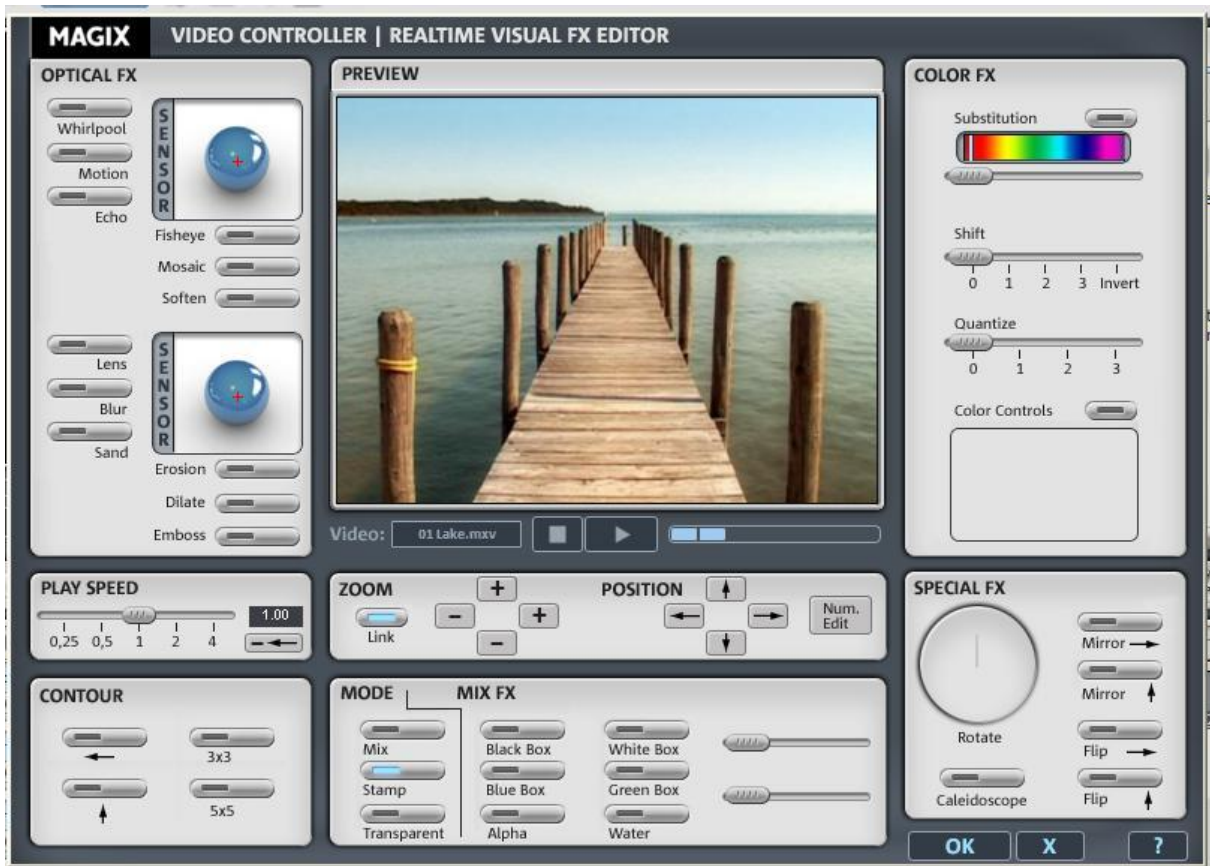 MAGIX
VIDEO CONTROLLER | REALTIME VISUAL FX EDITOR
OPTICAL FX
Whirlpool
Motion
Echo
SENSOR
Fisheye
Mosaic
Soften
Lens
Blur
Sand
SENSOR
Erosion
Dilate
Emboss
PREVIEW
Video: 01 Lake.mxv
COLOR FX
Substitution
Shift
0 1 2 3 Invert
Quantize
0 1 2 3
Color Controls
PLAY SPEED
1.00
0,25 0,5 1 2 4
ZOOM
Link
+
- +
-
POSITION
Num.
Edit
SPECIAL FX
Rotate
Mirror
Mirror
Flip
Flip
Caleidoscope
CONTOUR
3x3
5x5
MODE
Mix
Stamp
Transparent
MIX FX
Black Box
White Box
Blue Box
Green Box
Alpha
Water
OK X ?